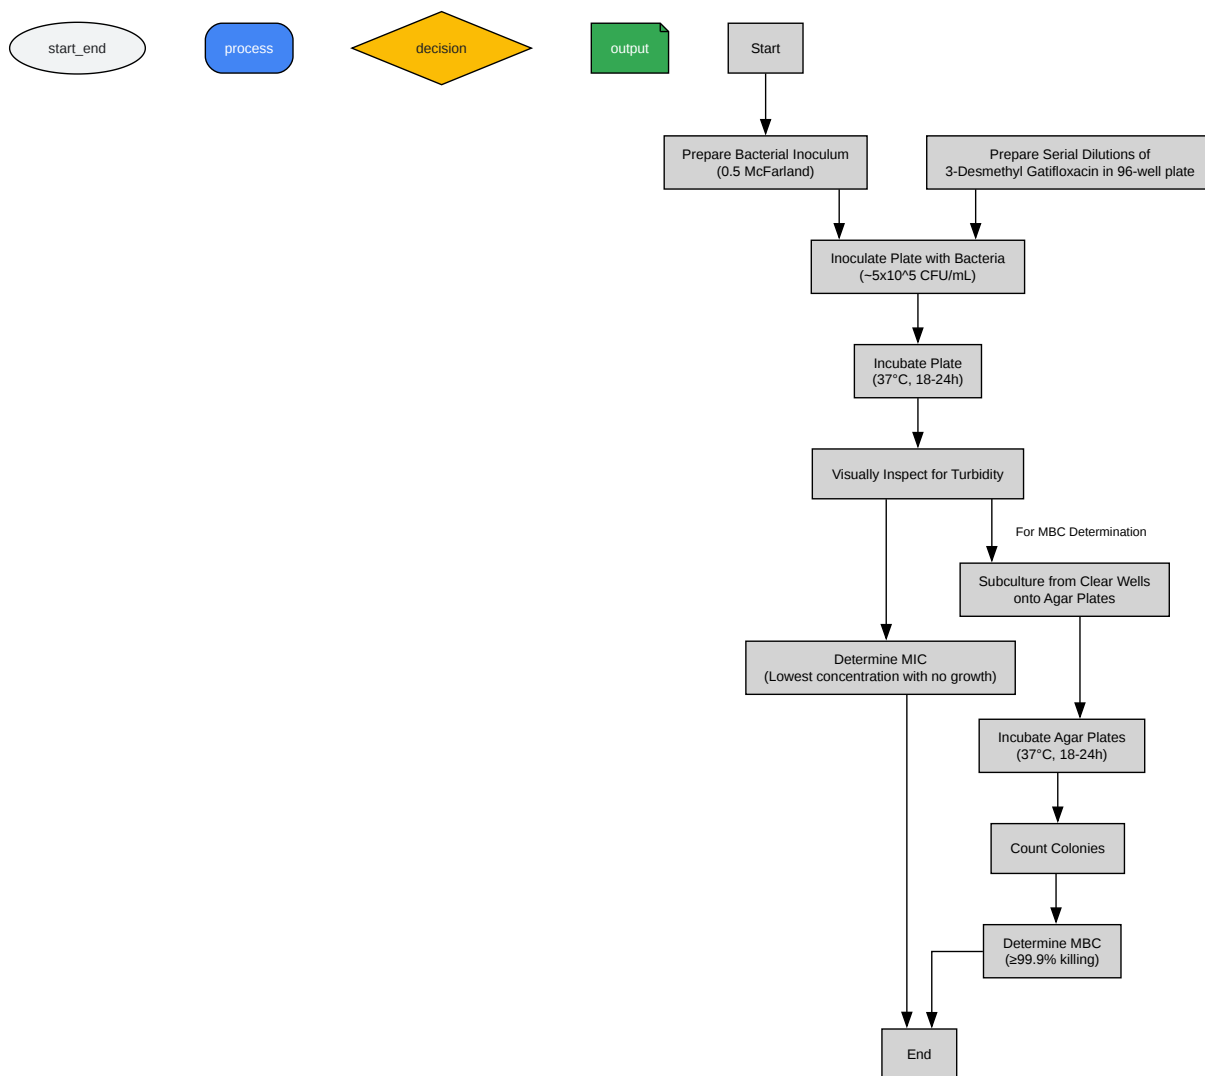 start_end
process
decision
output
Start
Prepare Bacterial Inoculum
(0.5 McFarland)
Prepare Serial Dilutions of
3-Desmethyl Gatifloxacin in 96-well plate
Inoculate Plate with Bacteria
(~5x10^5 CFU/mL)
Incubate Plate
(37°C, 18-24h)
Visually Inspect for Turbidity
For MBC Determination
Subculture from Clear Wells
onto Agar Plates
Determine MIC
(Lowest concentration with no growth)
Incubate Agar Plates
(37°C, 18-24h)
Count Colonies
Determine MBC
(≥99.9% killing)
End